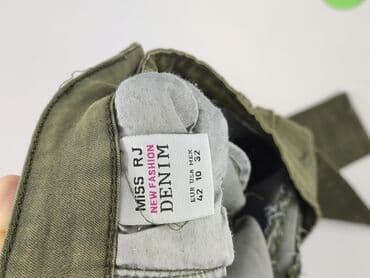 MISS RJ
NEW FASHION
DENIM
EUR USA MEX
42 10 32